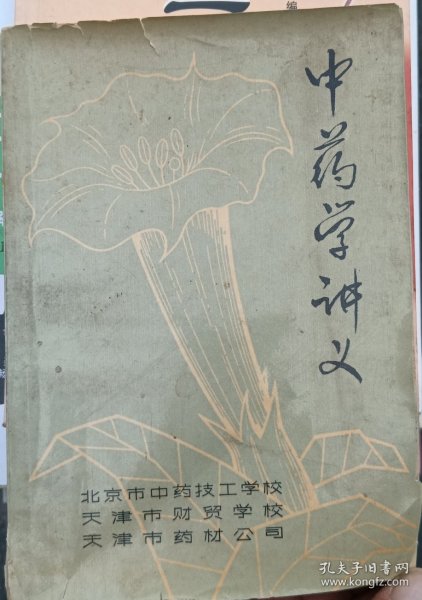 编
中药学讲义
北京市中药技工学校
天津市财贸学校
天津市药材公司
孔夫子旧书网
www.kongfz.com